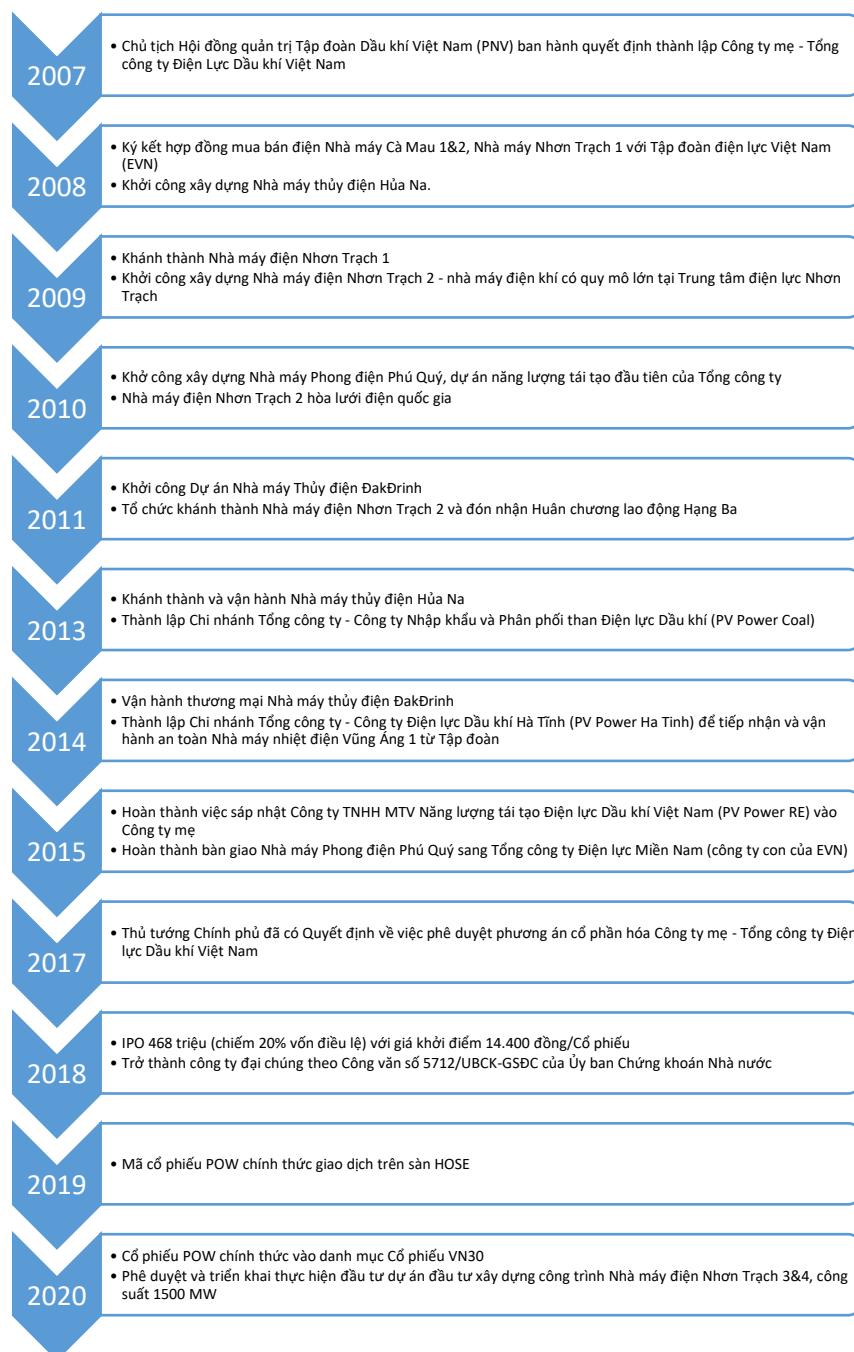 2007
• Chủ tịch Hội đồng quản trị Tập đoàn Dầu khí Việt Nam (PNV) ban hành quyết định thành lập Công ty mẹ - Tổng
công ty Điện Lực Dầu khí Việt Nam
2008
• Ký kết hợp đồng mua bán điện Nhà máy Cà Mau 1&2, Nhà máy Nhơn Trạch 1 với Tập đoàn điện lực Việt Nam
(EVN)
• Khởi công xây dựng Nhà máy thủy điện Hủa Na.
2009
• Khánh thành Nhà máy điện Nhơn Trạch 1
• Khởi công xây dựng Nhà máy điện Nhơn Trạch 2 - nhà máy điện khí có quy mô lớn tại Trung tâm điện lực Nhơn
Trạch
2010
• Khở công xây dựng Nhà máy Phong điện Phú Quý, dự án năng lượng tái tạo đầu tiên của Tổng công ty
• Nhà máy điện Nhơn Trạch 2 hòa lưới điện quốc gia
2011
• Khởi công Dự án Nhà máy Thủy điện ĐakĐrinh
• Tổ chức khánh thành Nhà máy điện Nhơn Trạch 2 và đón nhận Huân chương lao động Hạng Ba
2013
• Khánh thành và vận hành Nhà máy thủy điện Hủa Na
• Thành lập Chi nhánh Tổng công ty - Công ty Nhập khẩu và Phân phối than Điện lực Dầu khí (PV Power Coal)
2014
• Vận hành thương mại Nhà máy thủy điện ĐakĐrinh
• Thành lập Chi nhánh Tổng công ty - Công ty Điện lực Dầu khí Hà Tĩnh (PV Power Ha Tinh) để tiếp nhận và vận
hành an toàn Nhà máy nhiệt điện Vũng Áng 1 từ Tập đoàn
2015
• Hoàn thành việc sáp nhật Công ty TNHH MTV Năng lượng tái tạo Điện lực Dầu khí Việt Nam (PV Power RE) vào
Công ty mẹ
• Hoàn thành bàn giao Nhà máy Phong điện Phú Quý sang Tổng công ty Điện lực Miền Nam (công ty con của EVN)
2017
• Thủ tướng Chính phủ đã có Quyết định về việc phê duyệt phương án cổ phần hóa Công ty mẹ - Tổng công ty Điện
lực Dầu khí Việt Nam
2018
• IPO 468 triệu (chiếm 20% vốn điều lệ) với giá khởi điểm 14.400 đồng/Cổ phiếu
• Trở thành công ty đại chúng theo Công văn số 5712/UBCK-GSĐC của Ủy ban Chứng khoán Nhà nước
2019
• Mã cổ phiếu POW chính thức giao dịch trên sàn HOSE
2020
• Cổ phiếu POW chính thức vào danh mục Cổ phiếu VN30
• Phê duyệt và triển khai thực hiện đầu tư dự án đầu tư xây dựng công trình Nhà máy điện Nhơn Trạch 3&4, công
suất 1500 MW